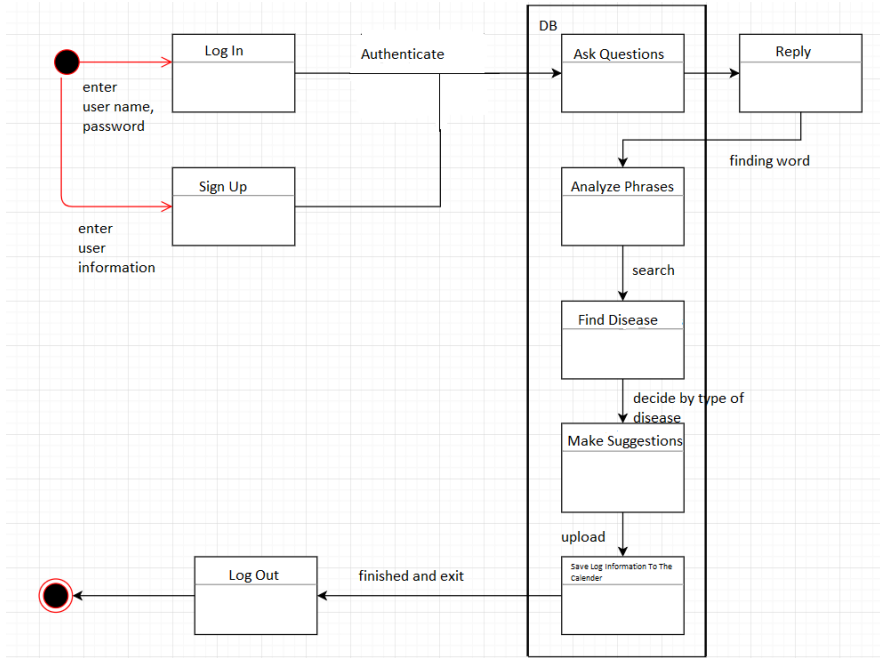 DB
Log In
Authenticate
Ask Questions
Reply
enter
user name,
password
finding word
Sign Up
Analyze Phrases
enter
user
information
search
Find Disease
decide by type of
disease
Make Suggestions
upload
Save Log Information To The
Calender
Log Out
finished and exit